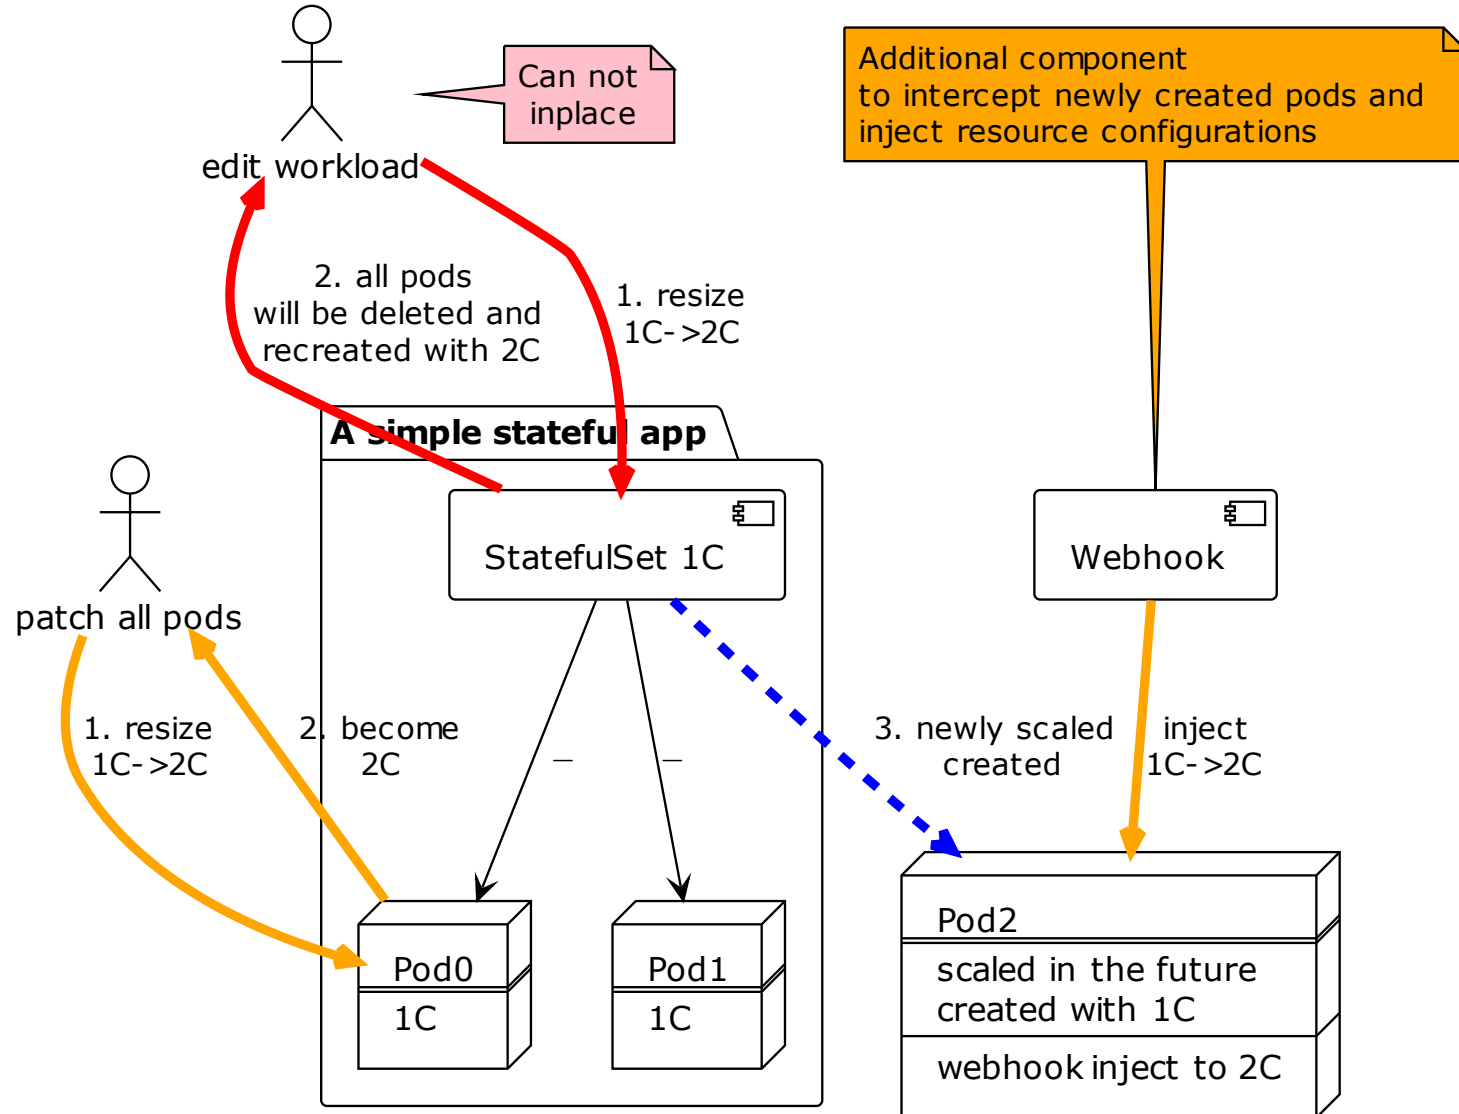 Can not
inplace
Additional component
to intercept newly created pods and
inject resource configurations
edit workload
2. all pods
will be deleted and
recreated with 2C
1. resize
1C->2C
A simple stateful app
StatefulSet 1C
Webhook
patch all pods
1. resize
1C->2C
2. become
2C
3. newly scaled
created
inject
1C->2C
Pod0
1C
Pod1
1C
Pod2
scaled in the future
created with 1C
webhook inject to 2C